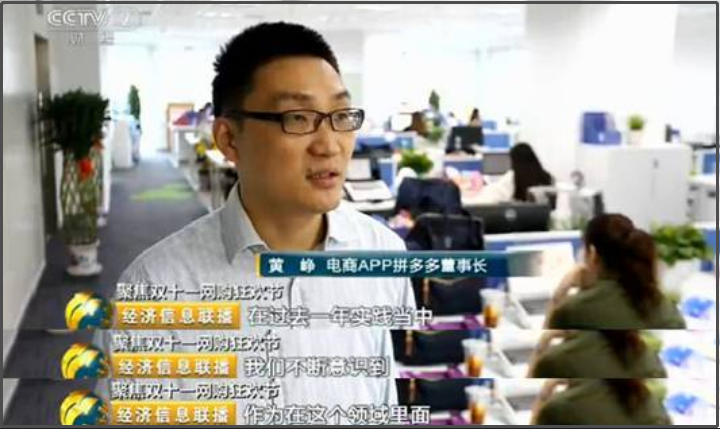 CCTV 2
财经
黄 峥 电商APP拼多多董事长
聚焦双十一网购狂欢节
经济信息联播 在过去一年实践当中
聚焦双十一网购狂欢节
经济信息联播 我们不断意识到
聚焦双十一网购狂欢节
经济信息联播 作为在这个领域里面